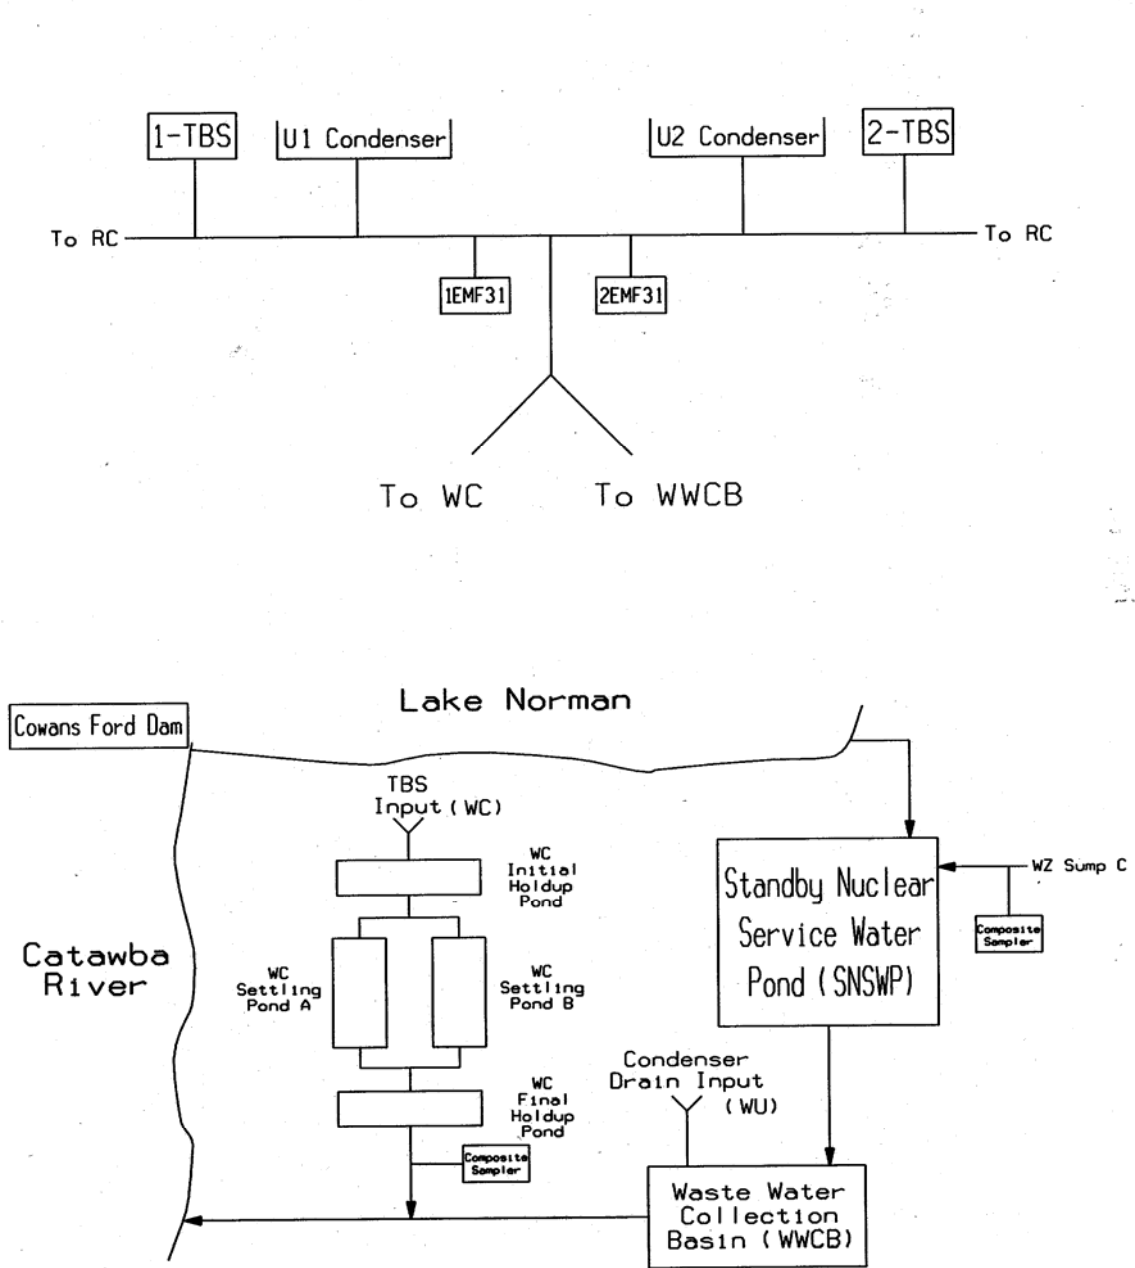 1-TBS
U1 Condenser
U2 Condenser
2-TBS
To RC
To RC
1EMF31
2EMF31
To WC
To WWCB
Lake Norman
Cowans Ford Dam
TBS
Input (WC)
WC
Initial
Holdup
Pond
Standby Nuclear
Service Water
Pond (SNSWP)
WZ Sump C
Composite
Sampler
Catawba
River
WC
Settling
Pond A
WC
Settling
Pond B
Condenser
Drain Input
(WU)
WC
Final
Holdup
Pond
Composite
Sampler
Waste Water
Collection
Basin (WWCB)